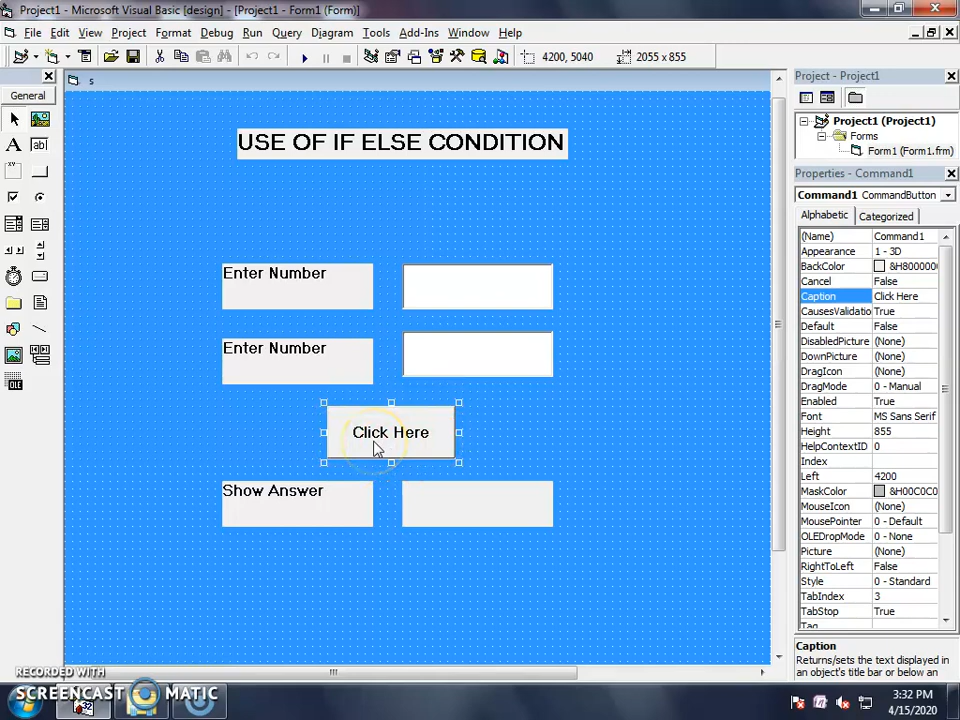 Project1 - Microsoft Visual Basic [design] - [Project1 - Form1 (Form)]
File Edit View Project Format Debug Run Query Diagram Tools Add-Ins Window Help
4200, 5040 2055 x 855
General
s
USE OF IF ELSE CONDITION
Enter Number
Enter Number
Click Here
Show Answer
Project - Project1
Project1 (Project1)
Forms
Form1 (Form1.frm)
Properties - Command1
Command1 CommandButton
Alphabetic Categorized
(Name) Command1
Appearance 1 - 3D
BackColor &H800000
Cancel False
Caption Click Here
CausesValidatio True
Default False
DisabledPicture (None)
DownPicture (None)
DragIcon (None)
DragMode 0 - Manual
Enabled True
Font MS Sans Serif
Height 855
HelpContextID 0
Index
Left 4200
MaskColor &H00C0C0
MouseIcon (None)
MousePointer 0 - Default
OLEDropMode 0 - None
Picture (None)
RightToLeft False
Style 0 - Standard
TabIndex 3
TabStop True
Tag
Caption
Returns/sets the text displayed in
an object's title bar or below an
RECORDED WITH
SCREENCAST MATIC
3:32 PM
4/15/2020